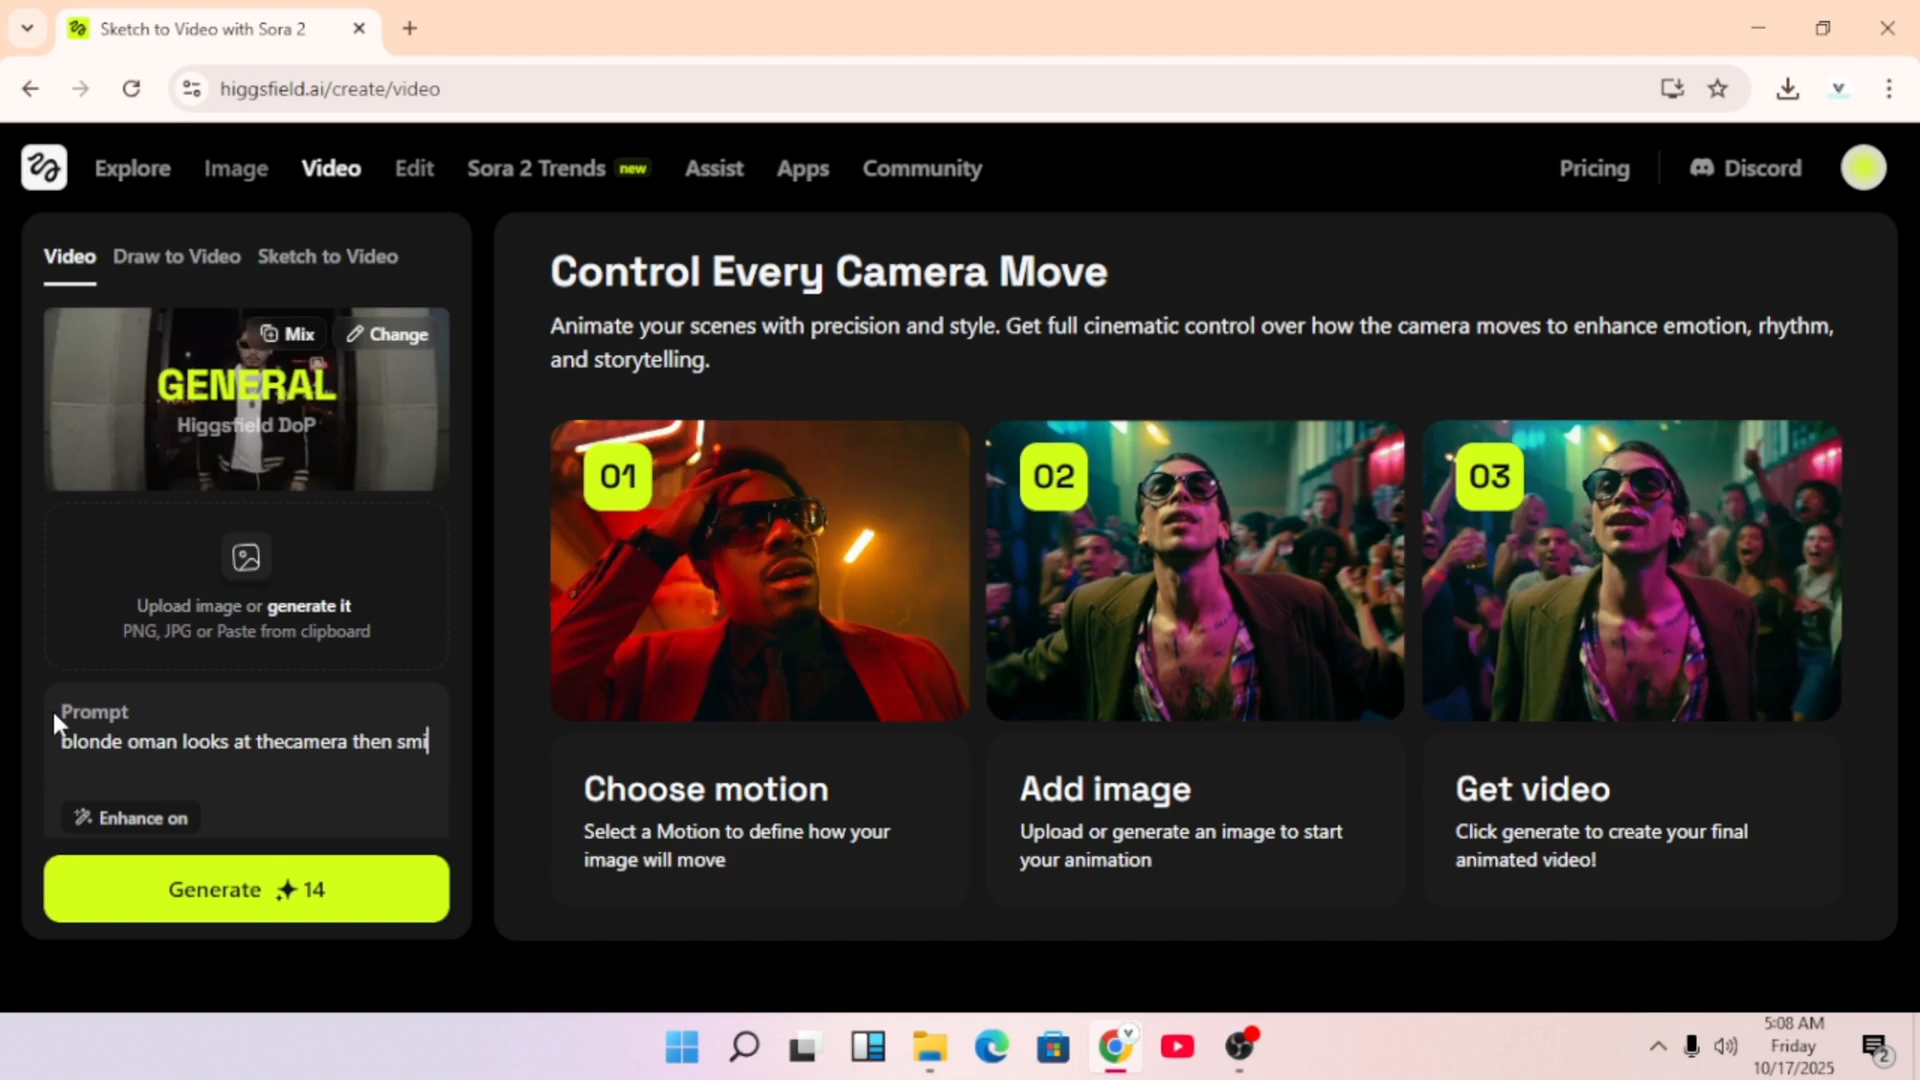 Sketch to Video with Sora 2
higgsfield.ai/create/video
Explore
Image
Video
Edit
Sora 2 Trends new
Assist
Apps
Community
Pricing
Discord
Video
Draw to Video
Sketch to Video
Mix
Change
GENERAL
Higgsfield DoP
Upload image or generate it
PNG, JPG or Paste from clipboard
Prompt
blonde oman looks at thecamera then smi
Enhance on
Generate 14
Control Every Camera Move
Animate your scenes with precision and style. Get full cinematic control over how the camera moves to enhance emotion, rhythm,
and storytelling.
01
02
03
Choose motion
Select a Motion to define how your
image will move
Add image
Upload or generate an image to start
your animation
Get video
Click generate to create your final
animated video!
5:08 AM
Friday
10/17/2025
2